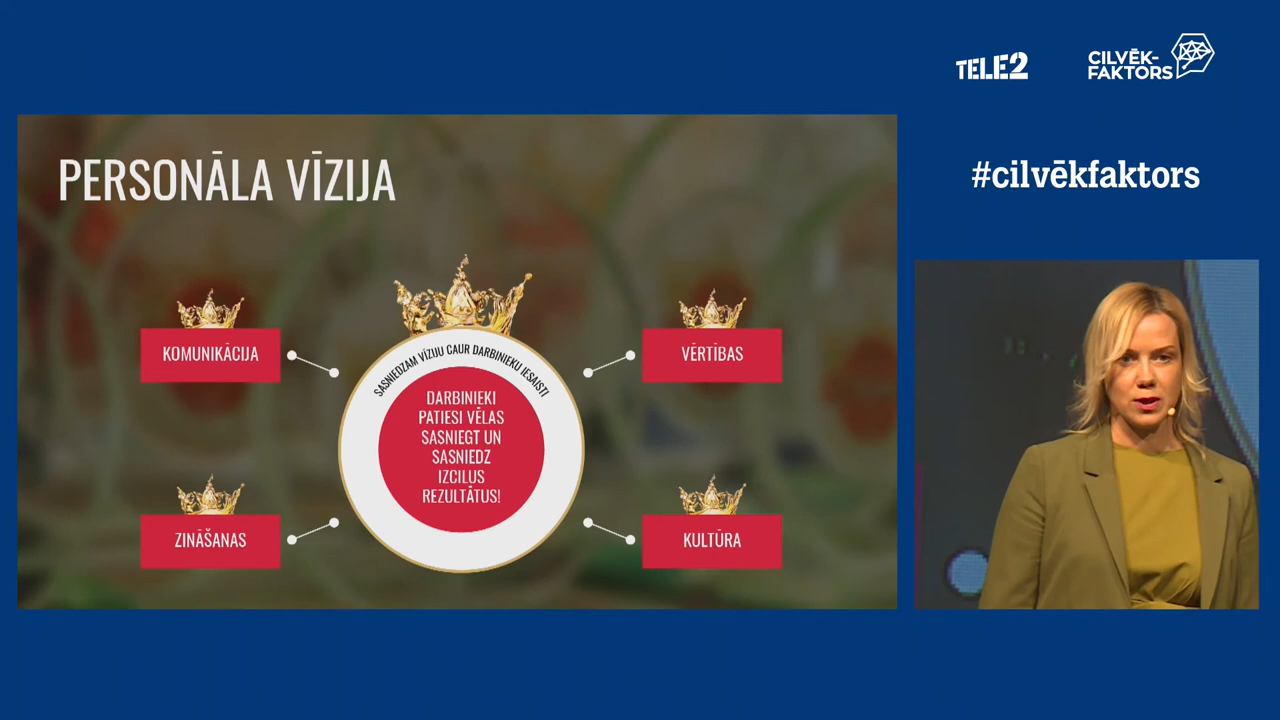 TELE2
CILVĒK-
FAKTORS
#cilvēkfaktors
PERSONĀLA VĪZIJA
KOMUNIKĀCIJA
VĒRTĪBAS
SASNIEDZAM VĪZIJU CAUR DARBINIEKU IESAISTI
DARBINIEKI
PATIESI VĒLAS
SASNIEGT UN
SASNIEDZ
IZCILUS
REZULTĀTUS!
ZINĀŠANAS
KULTŪRA